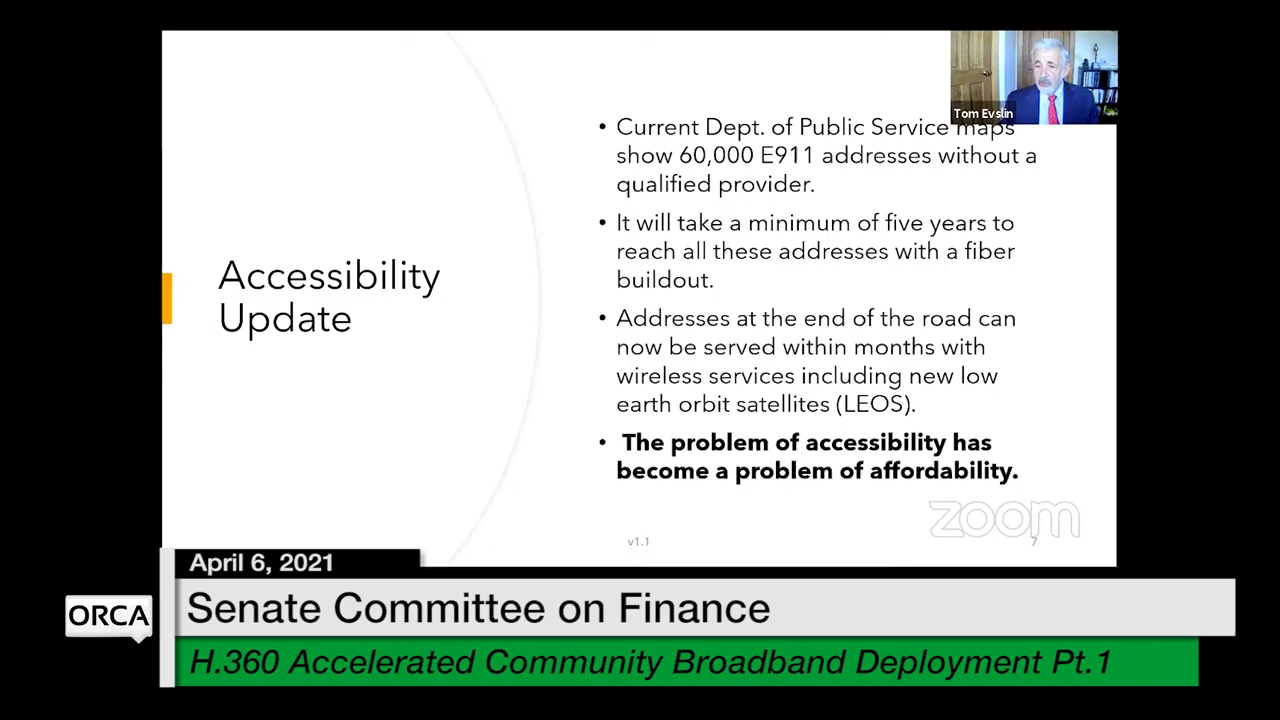 Tom Evslin
Accessibility
Update
• Current Dept. of Public Service maps
show 60,000 E911 addresses without a
qualified provider.
• It will take a minimum of five years to
reach all these addresses with a fiber
buildout.
• Addresses at the end of the road can
now be served within months with
wireless services including new low
earth orbit satellites (LEOS).
• The problem of accessibility has
become a problem of affordability.
zoom
v1.1
7
April 6, 2021
ORCA
Senate Committee on Finance
H.360 Accelerated Community Broadband Deployment Pt.1